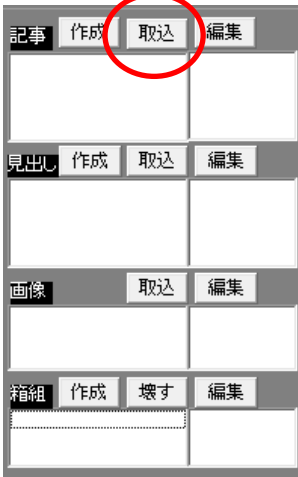 記事 作成 取込 編集
見出し 作成 取込 編集
画像 取込 編集
箱組 作成 壊す 編集